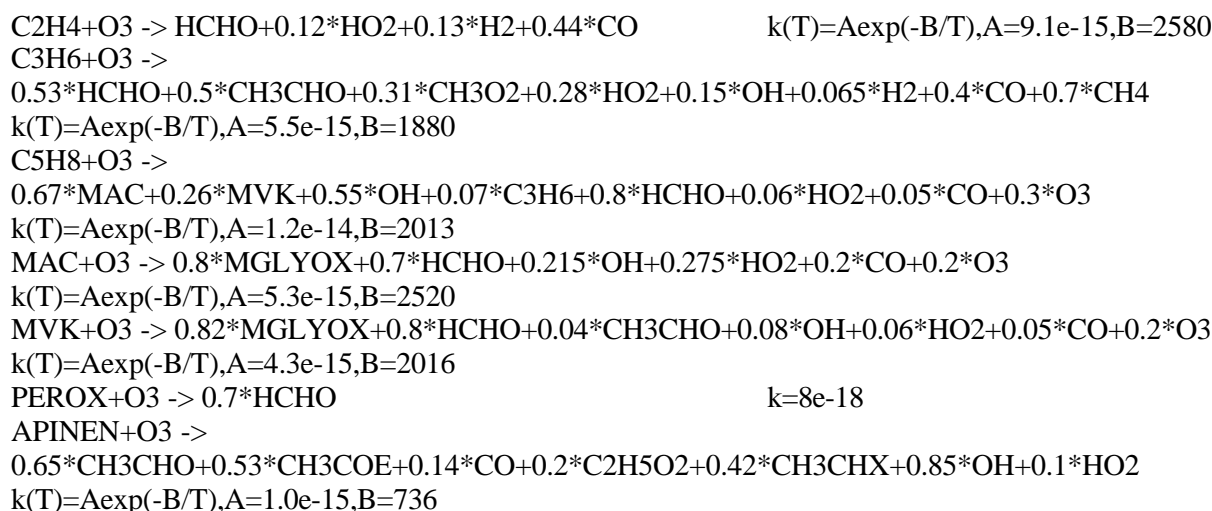 C2H4+O3 -> HCHO+0.12*HO2+0.13*H2+0.44*CO k(T)=Aexp(-B/T),A=9.1e-15,B=2580
C3H6+O3 ->
0.53*HCHO+0.5*CH3CHO+0.31*CH3O2+0.28*HO2+0.15*OH+0.065*H2+0.4*CO+0.7*CH4
k(T)=Aexp(-B/T),A=5.5e-15,B=1880
C5H8+O3 ->
0.67*MAC+0.26*MVK+0.55*OH+0.07*C3H6+0.8*HCHO+0.06*HO2+0.05*CO+0.3*O3
k(T)=Aexp(-B/T),A=1.2e-14,B=2013
MAC+O3 -> 0.8*MGLYOX+0.7*HCHO+0.215*OH+0.275*HO2+0.2*CO+0.2*O3
k(T)=Aexp(-B/T),A=5.3e-15,B=2520
MVK+O3 -> 0.82*MGLYOX+0.8*HCHO+0.04*CH3CHO+0.08*OH+0.06*HO2+0.05*CO+0.2*O3
k(T)=Aexp(-B/T),A=4.3e-15,B=2016
PEROX+O3 -> 0.7*HCHO k=8e-18
APINEN+O3 ->
0.65*CH3CHO+0.53*CH3COE+0.14*CO+0.2*C2H5O2+0.42*CH3CHX+0.85*OH+0.1*HO2
k(T)=Aexp(-B/T),A=1.0e-15,B=736